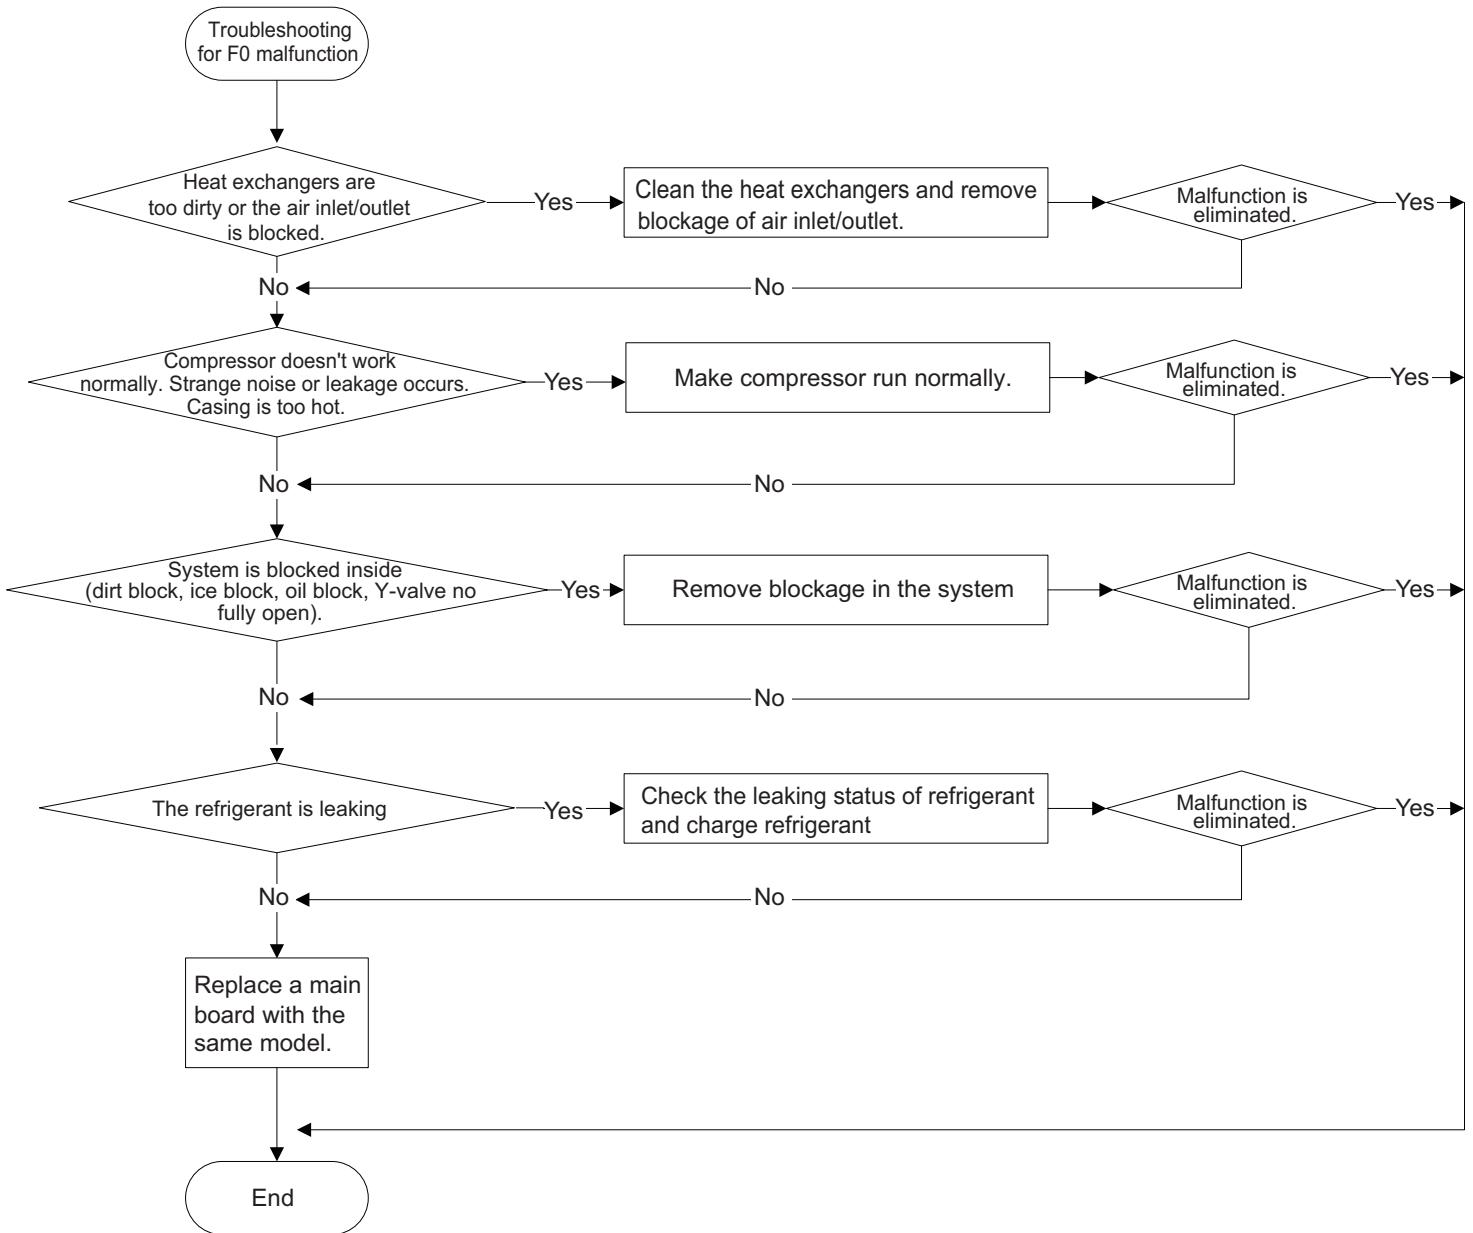 Troubleshooting
for F0 malfunction
Heat exchangers are
too dirty or the air inlet/outlet
is blocked.
Yes
Clean the heat exchangers and remove
blockage of air inlet/outlet.
Malfunction is
eliminated.
Yes
No
No
Compressor doesn't work
normally. Strange noise or leakage occurs.
Casing is too hot.
Yes
Make compressor run normally.
Malfunction is
eliminated.
Yes
No
No
System is blocked inside
(dirt block, ice block, oil block, Y-valve no
fully open).
Yes
Remove blockage in the system
Malfunction is
eliminated.
Yes
No
No
The refrigerant is leaking
Yes
Check the leaking status of refrigerant
and charge refrigerant
Malfunction is
eliminated.
Yes
No
No
Replace a main
board with the
same model.
End